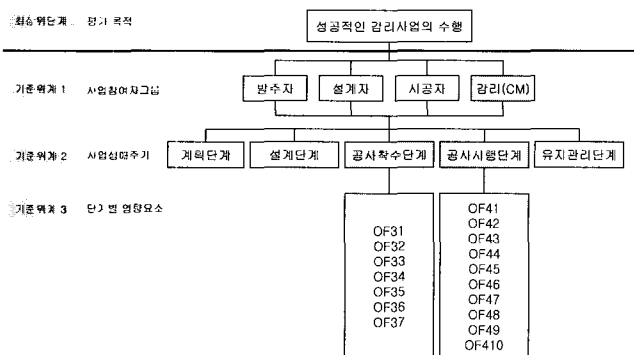 최상위단계 평가 목적 성공적인 감리사업의 수행
기준위계 1 사업참여자그룹 발주자 설계자 시공자 감리(CM)
기준위계 2 사업생애주기 계획단계 설계단계 공사착수단계 공사시행단계 유지관리단계
기준위계 3 단계별 영향요소
OF31
OF32
OF33
OF34
OF35
OF36
OF37
OF41
OF42
OF43
OF44
OF45
OF46
OF47
OF48
OF49
OF410